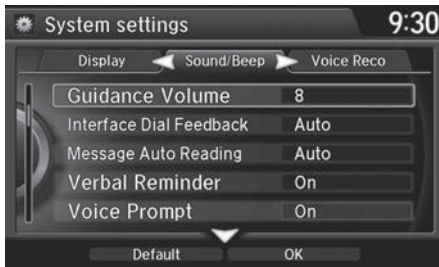 System settings 9:30
Display Sound/Beep Voice Reco
Guidance Volume 8
Interface Dial Feedback Auto
Message Auto Reading Auto
Verbal Reminder On
Voice Prompt On
Default OK